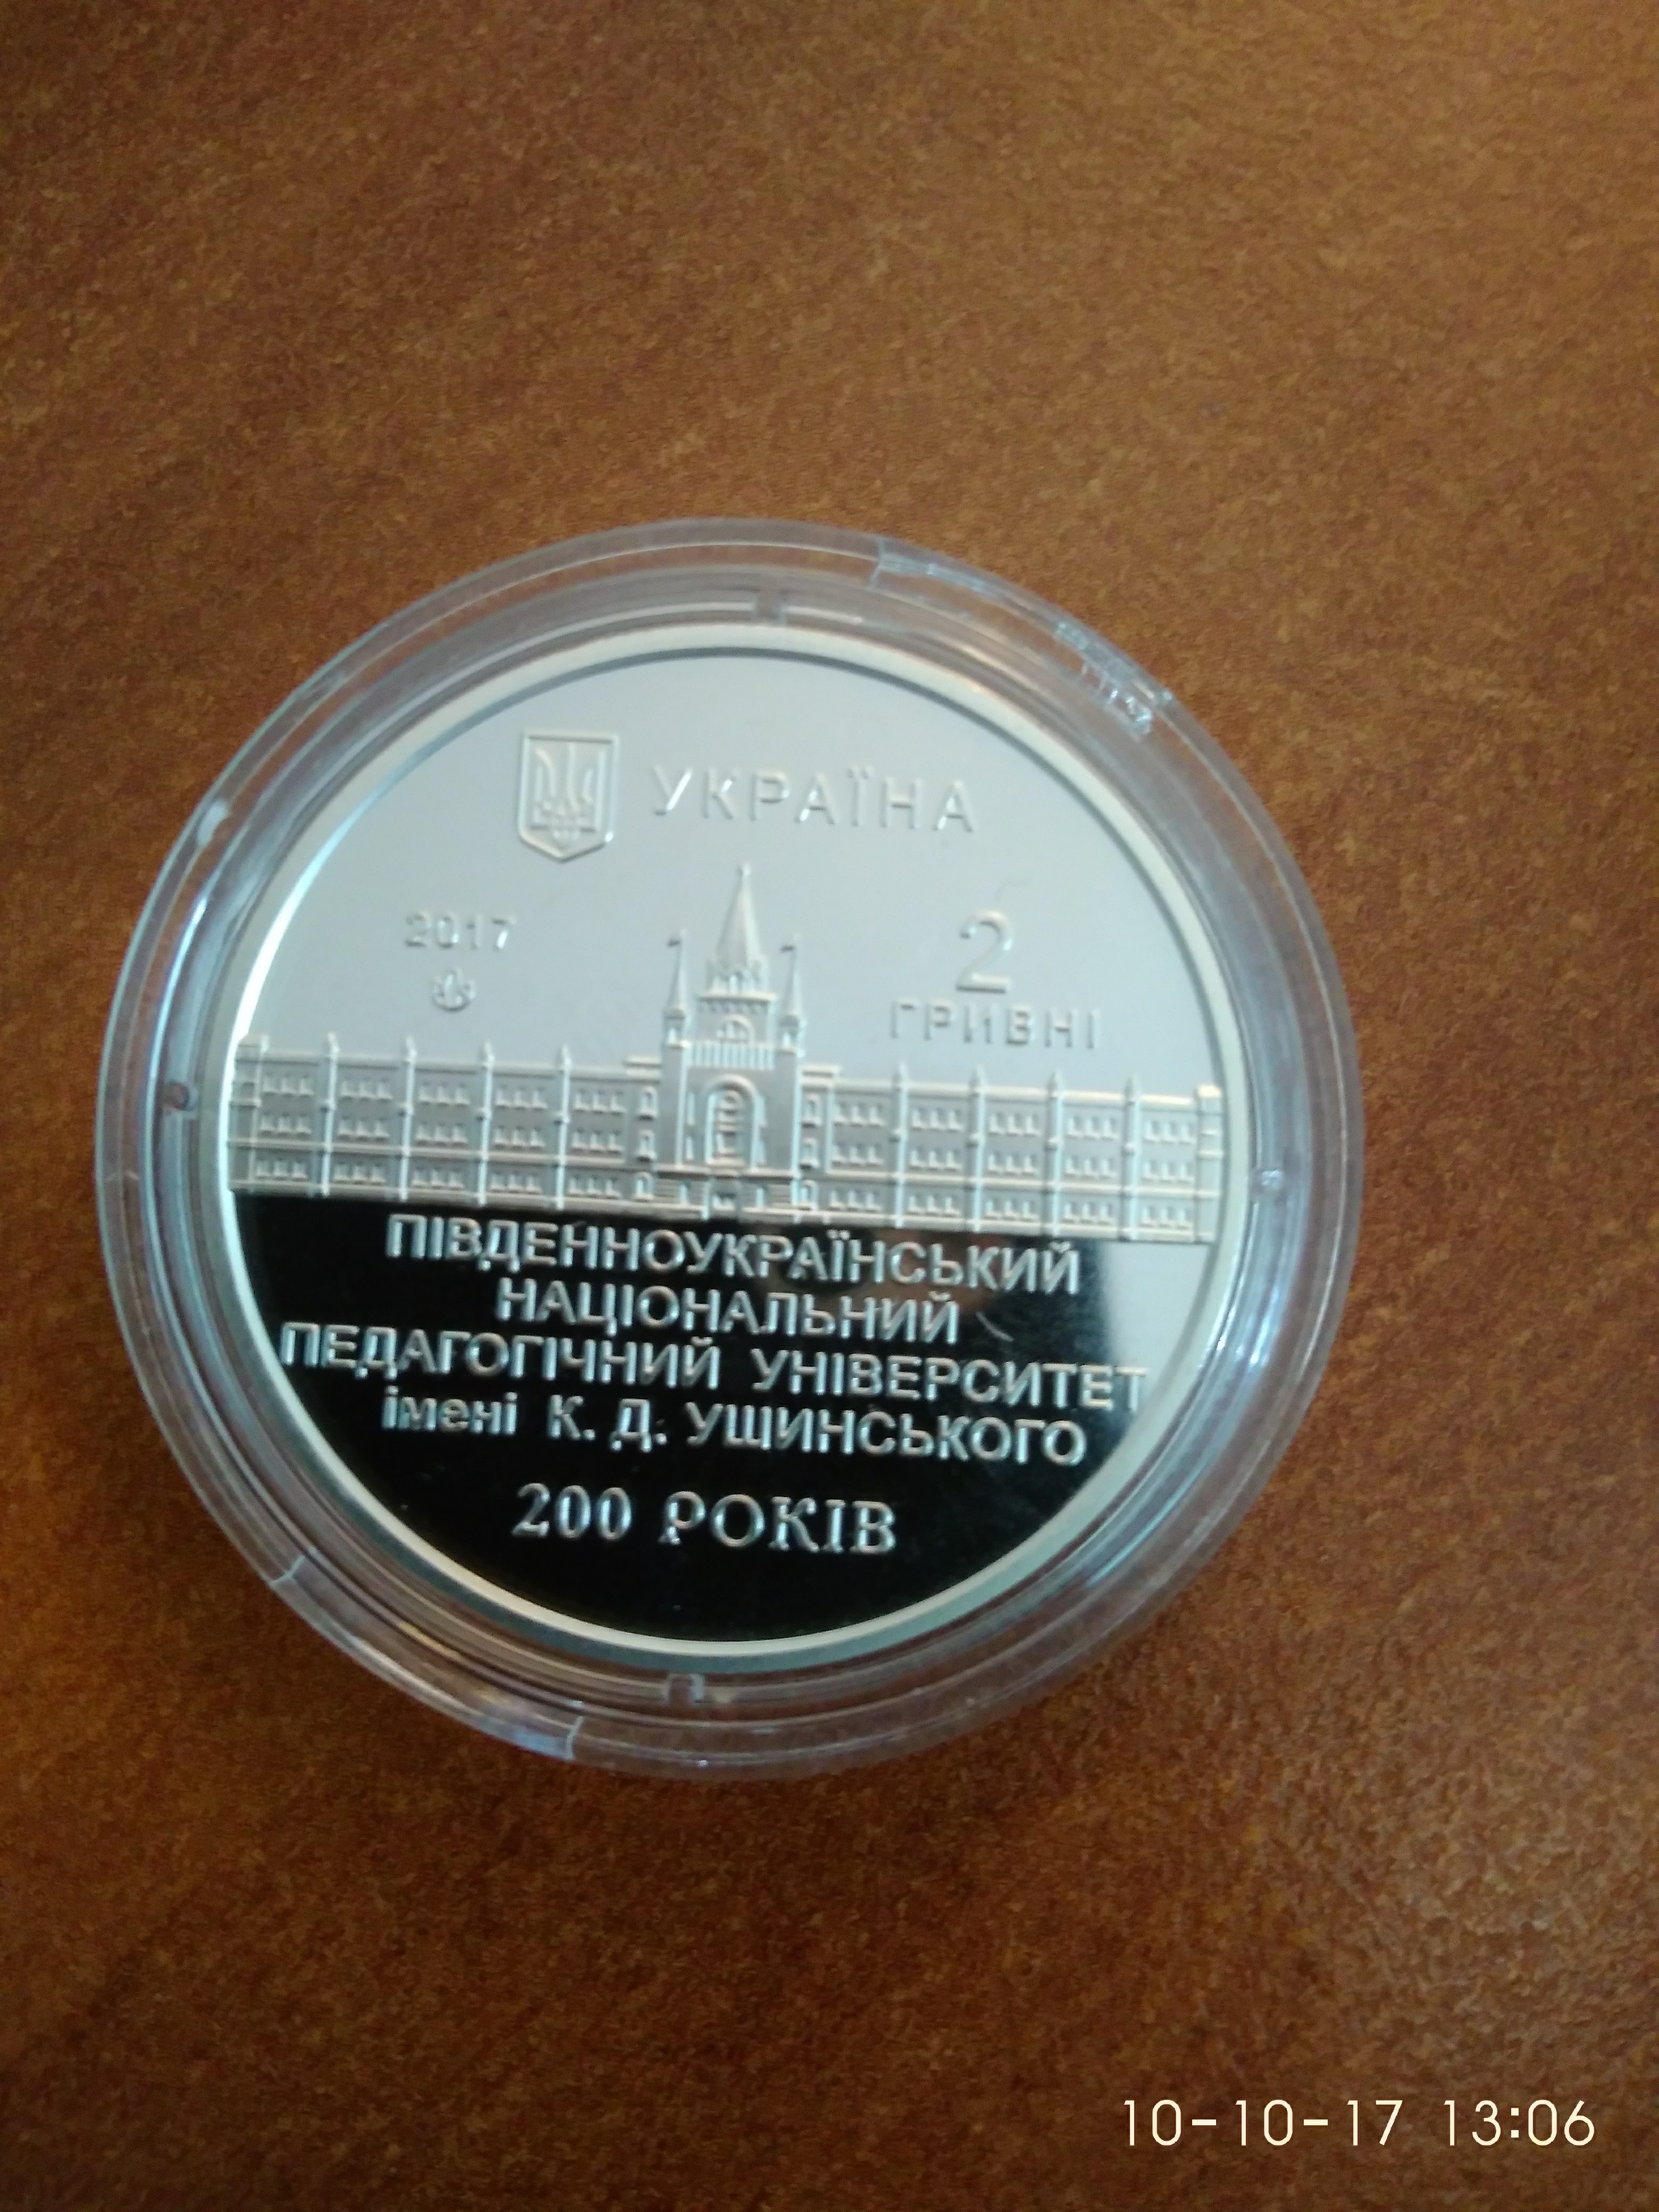 УКРАЇНА
2017
2
ГРИВНІ
ПІВДЕННОУКРАЇНСЬКИЙ
НАЦІОНАЛЬНИЙ
ПЕДАГОГІЧНИЙ УНІВЕРСИТЕТ
імені К. Д. УШИНСЬКОГО
200 РОКІВ
10-10-17 13:06